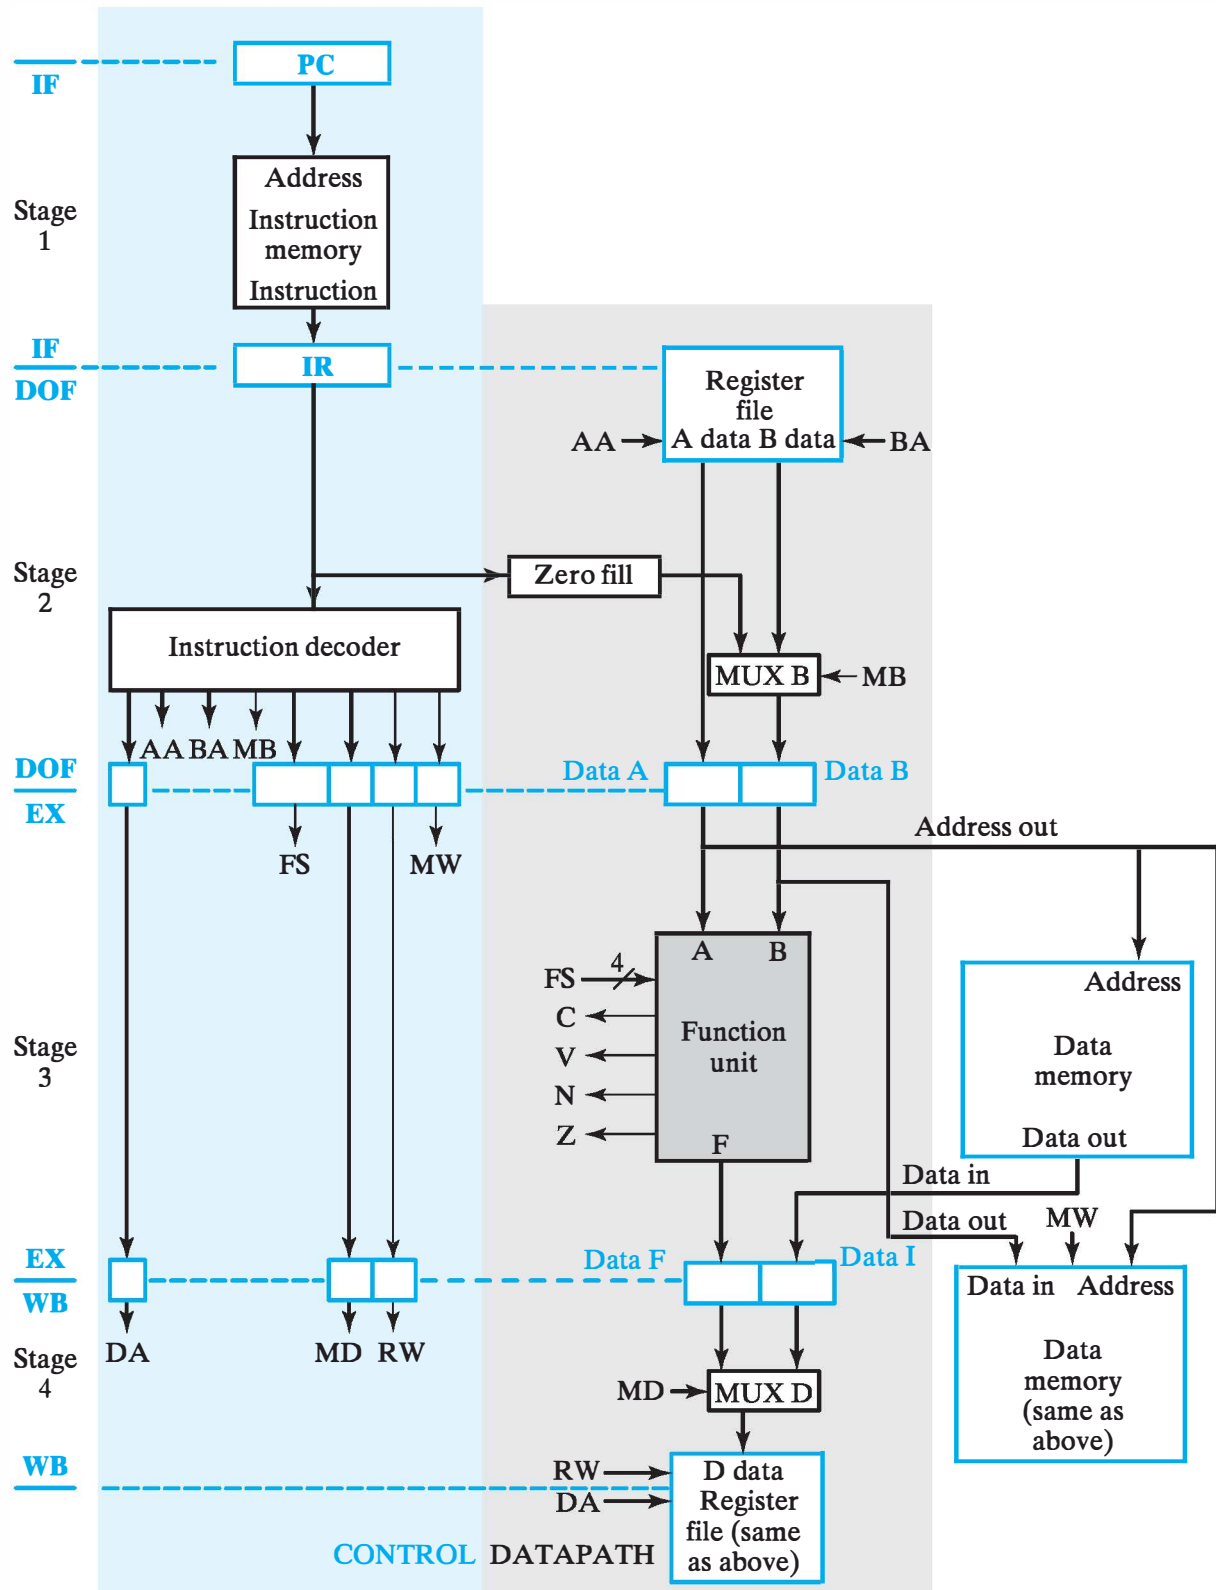 PC
IF
Address
Stage
1
Instruction
memory
Instruction
IF
IR
DOF
Register
file
AA
A data B data
BA
Stage
2
Zero fill
Instruction decoder
MUX B
MB
AA BA MB
DOF
Data A
Data B
EX
Address out
FS
MW
A
B
4
FS
Address
C
Function
unit
V
Data
memory
Stage
3
N
Z
F
Data out
Data in
Data out
MW
EX
Data F
Data I
WB
Data in Address
DA
MD RW
Stage
4
MD
MUX D
Data
memory
(same as
above)
WB
RW
D data
DA
Register
file (same
as above)
CONTROL DATAPATH